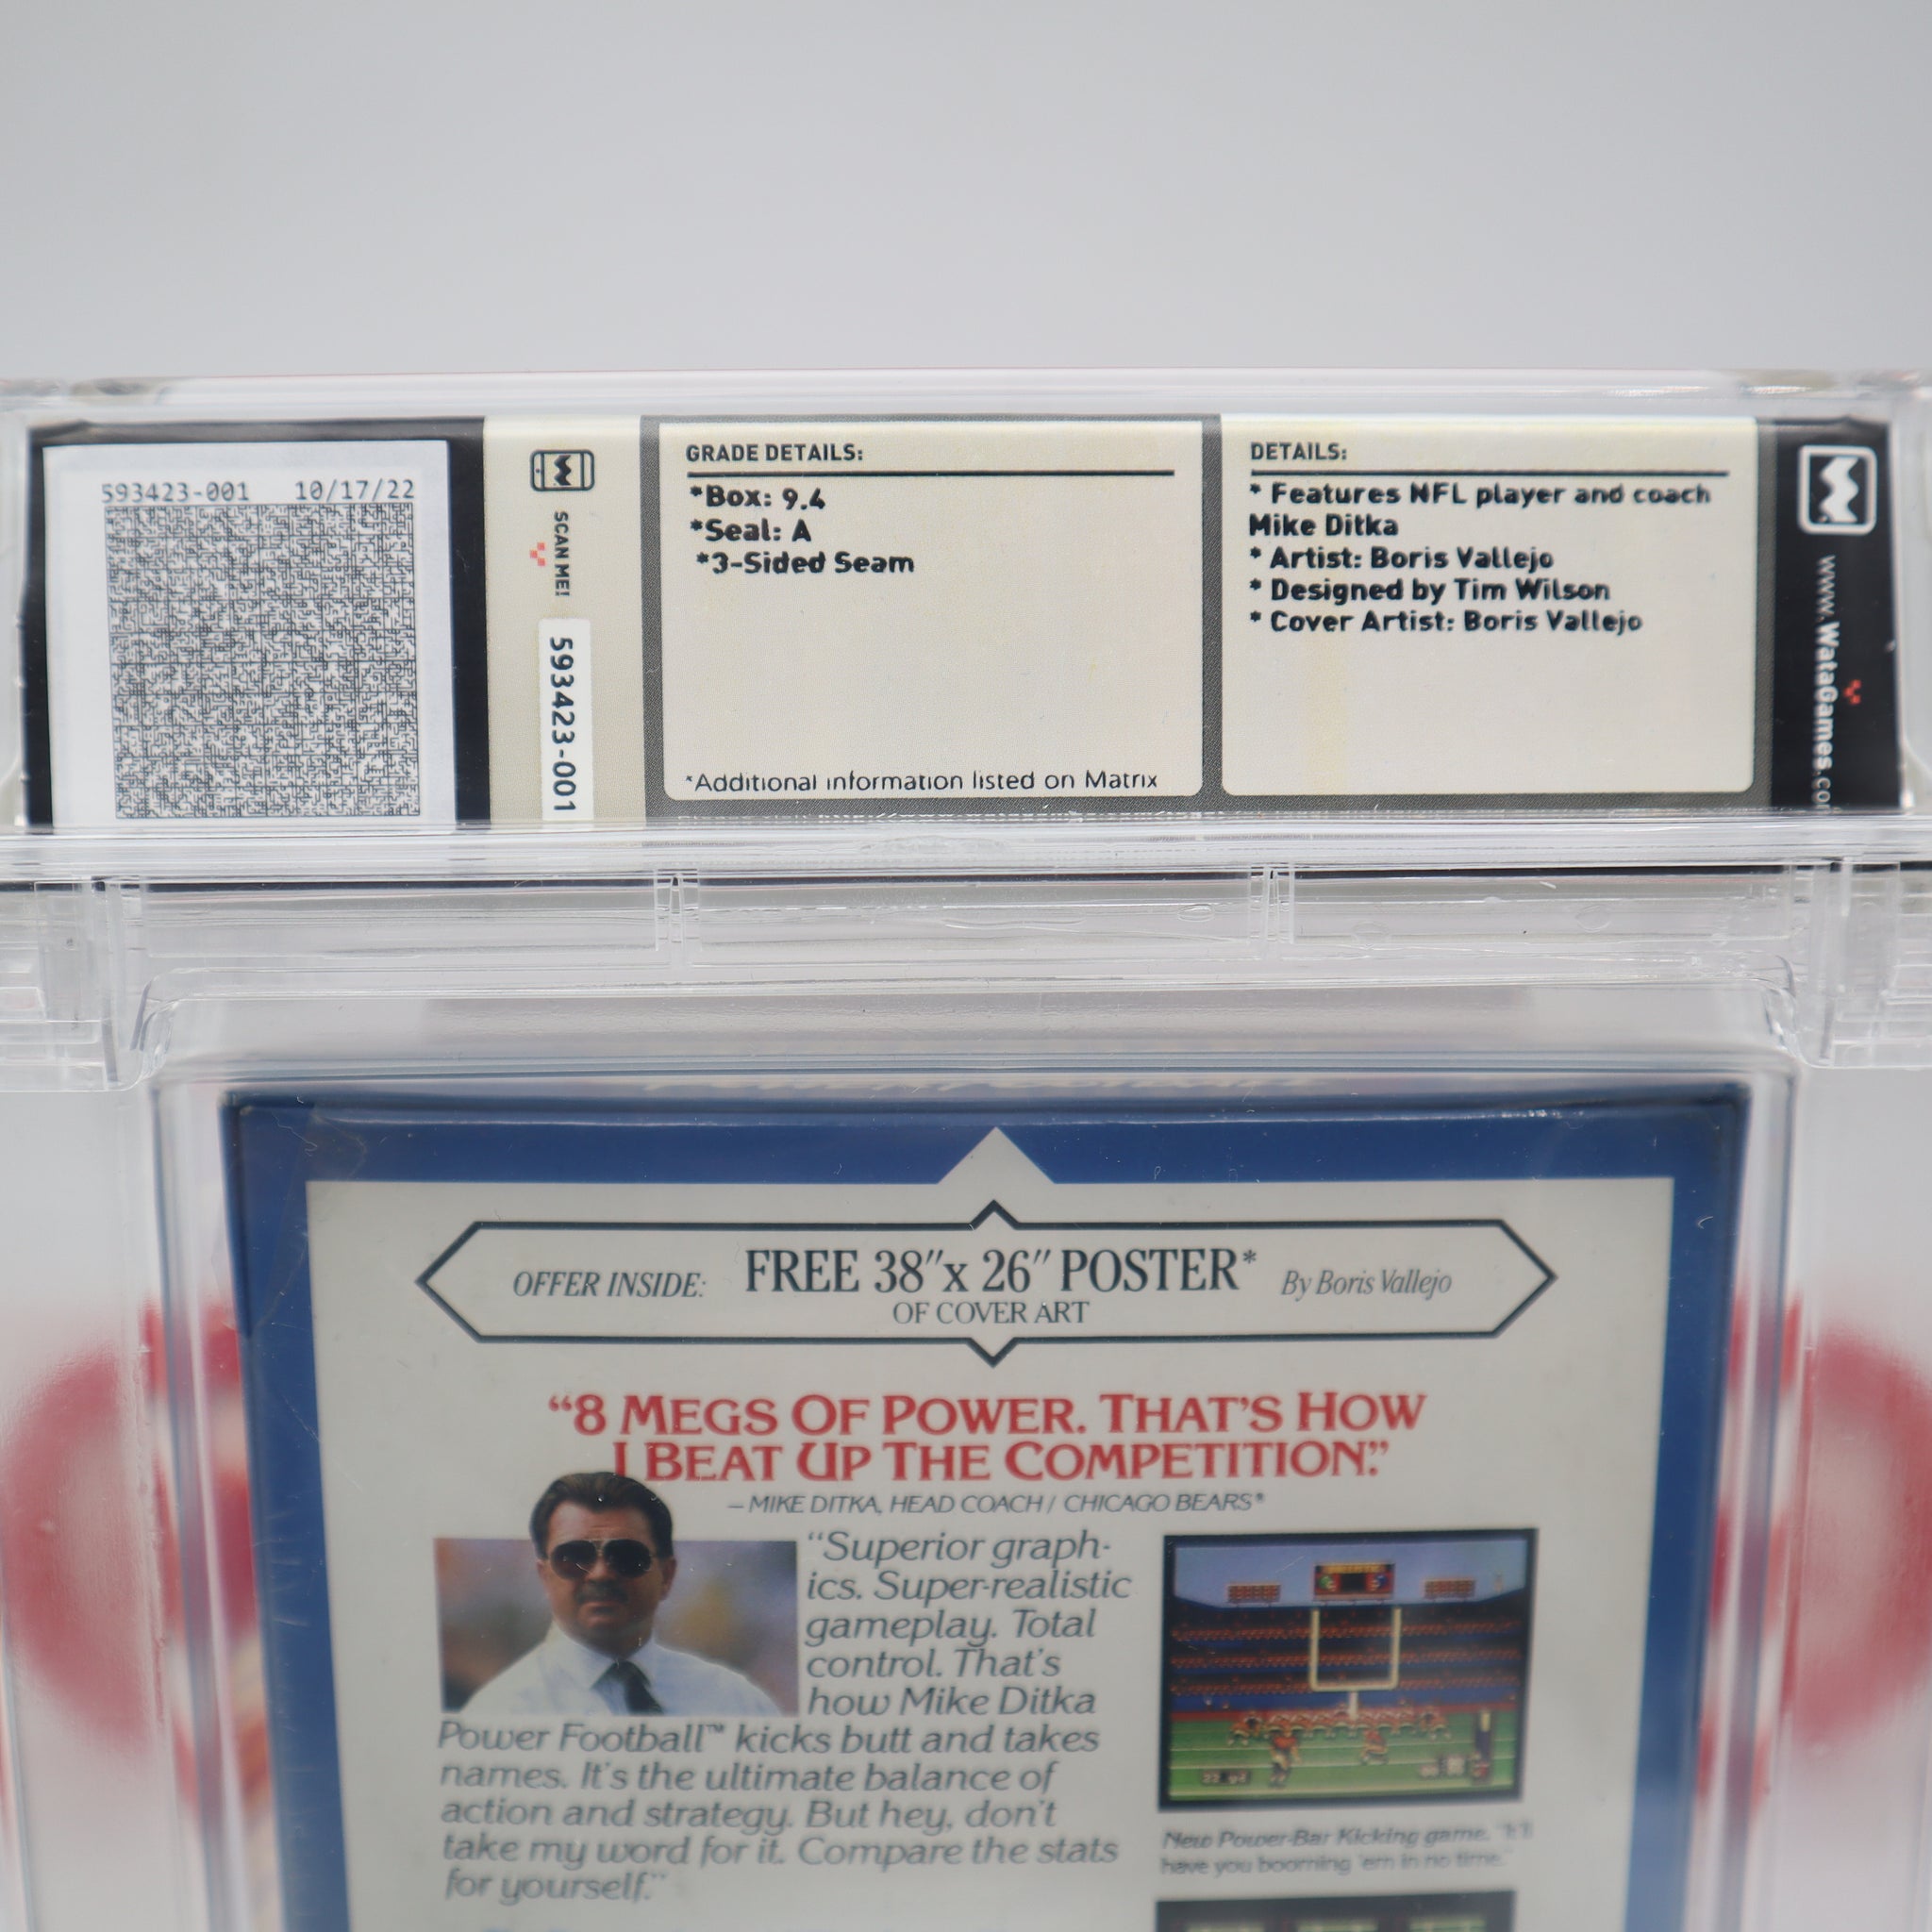 593423-001 10/17/22
SCAN ME!
593423-001
GRADE DETAILS:
*Box: 9.4
*Seal: A
*3-Sided Seam
*Additional information listed on Matrix
DETAILS:
* Features NFL player and coach
Mike Ditka
* Artist: Boris Vallejo
* Designed by Tim Wilson
* Cover Artist: Boris Vallejo
www.WataGames.co
OFFER INSIDE: FREE 38"x 26" POSTER* By Boris Vallejo
OF COVER ART
“8 MEGS OF POWER. THAT'S HOW
I BEAT UP THE COMPETITION.”
– MIKE DITKA, HEAD COACH / CHICAGO BEARS*
“Superior graph-
ics. Super-realistic
gameplay. Total
control. That's
how Mike Ditka
Power Football™ kicks butt and takes
names. It's the ultimate balance of
action and strategy. But hey, don't
take my word for it. Compare the stats
for yourself.”
New Power-Bar Kicking game. "It'll
have you booming 'em in no time."